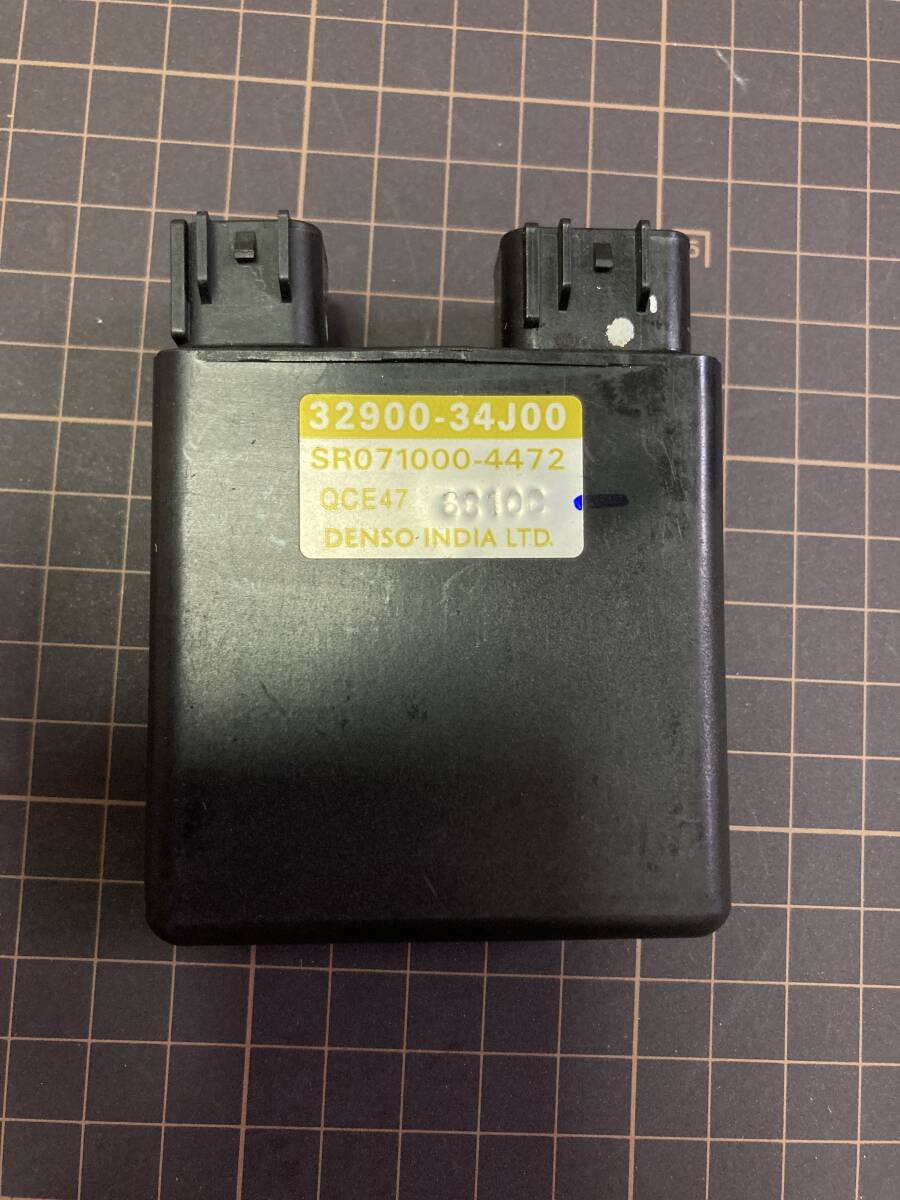 32900-34J00
SR071000-4472
QCE47
DENSO INDIA LTD.